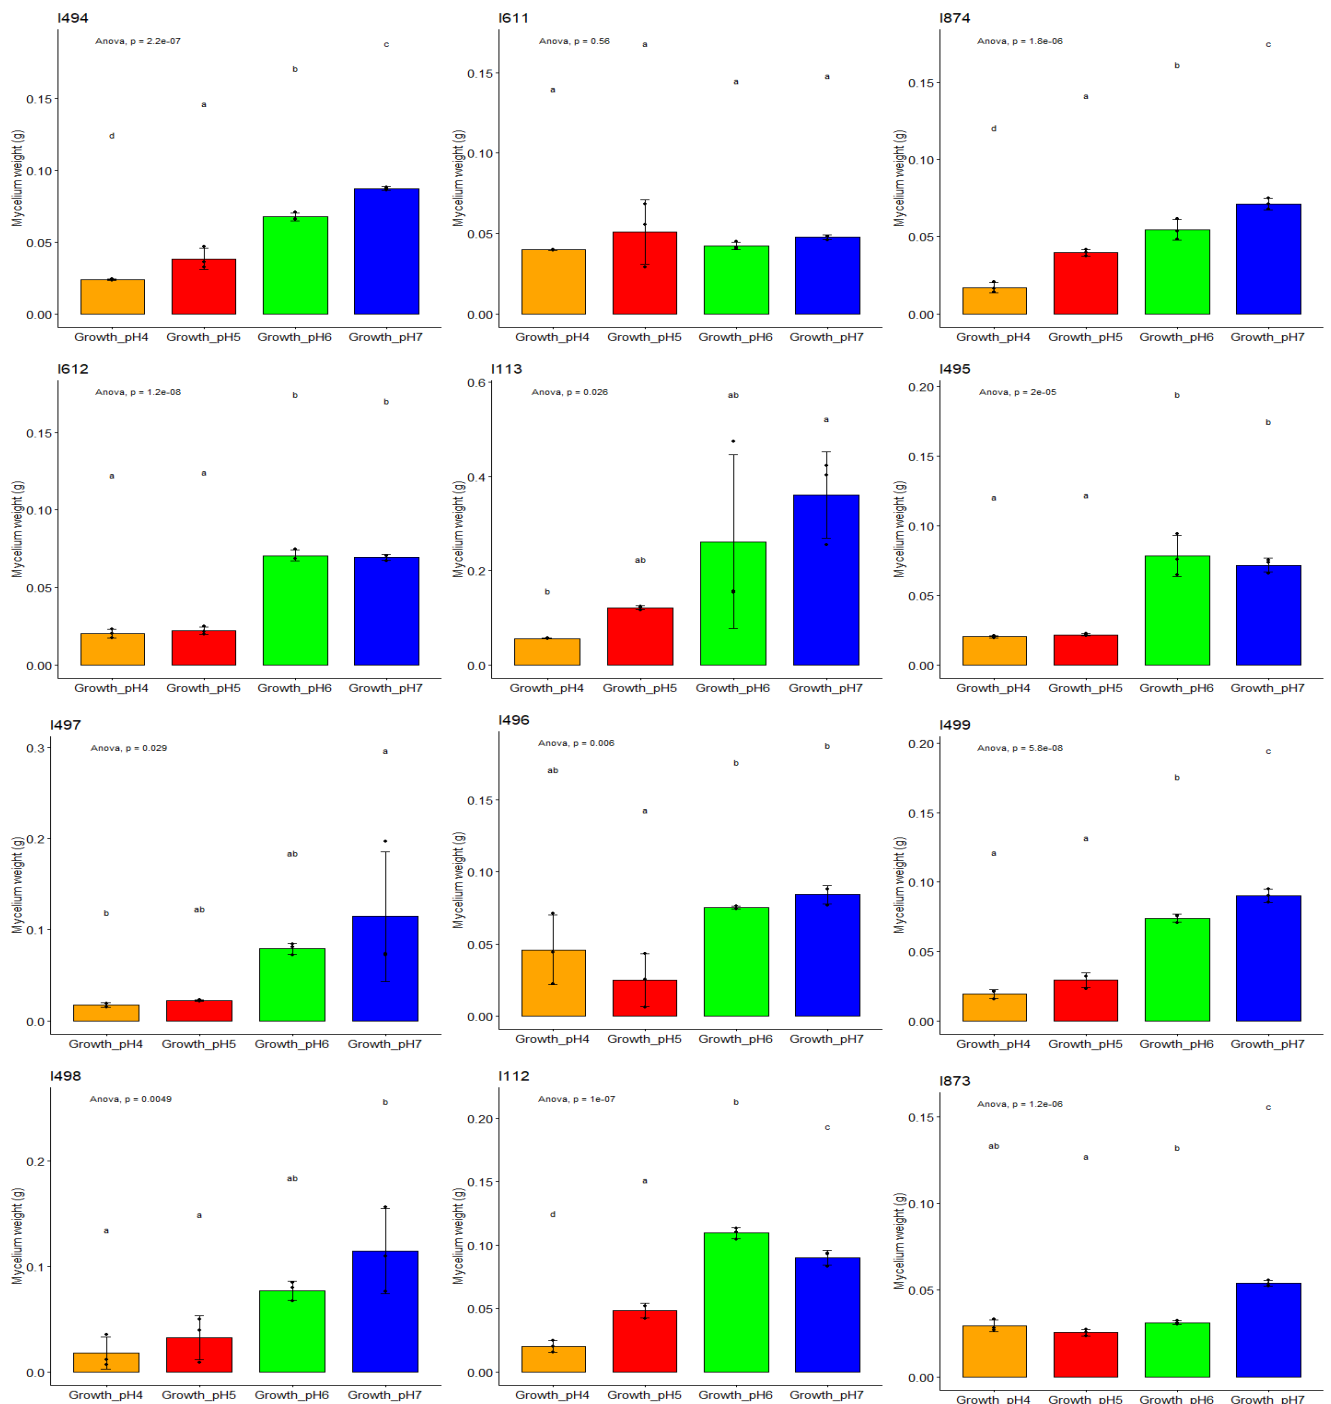 I494
Anova, p = 2.2e-07
d
a
b
c
Mycelium weight (g)
0.15
0.10
0.05
0.00
Growth_pH4 Growth_pH5 Growth_pH6 Growth_pH7
I611
Anova, p = 0.56
a
a
a
a
Mycelium weight (g)
0.15
0.10
0.05
0.00
Growth_pH4 Growth_pH5 Growth_pH6 Growth_pH7
I874
Anova, p = 1.8e-06
d
a
b
c
Mycelium weight (g)
0.15
0.10
0.05
0.00
Growth_pH4 Growth_pH5 Growth_pH6 Growth_pH7
I612
Anova, p = 1.2e-08
a
a
b
b
Mycelium weight (g)
0.15
0.10
0.05
0.00
Growth_pH4 Growth_pH5 Growth_pH6 Growth_pH7
I113
Anova, p = 0.026
b
ab
ab
a
Mycelium weight (g)
0.6
0.4
0.2
0.0
Growth_pH4 Growth_pH5 Growth_pH6 Growth_pH7
I495
Anova, p = 2e-05
a
a
b
b
Mycelium weight (g)
0.20
0.15
0.10
0.05
0.00
Growth_pH4 Growth_pH5 Growth_pH6 Growth_pH7
I497
Anova, p = 0.029
b
ab
ab
a
Mycelium weight (g)
0.3
0.2
0.1
0.0
Growth_pH4 Growth_pH5 Growth_pH6 Growth_pH7
I496
Anova, p = 0.006
ab
a
b
b
Mycelium weight (g)
0.15
0.10
0.05
0.00
Growth_pH4 Growth_pH5 Growth_pH6 Growth_pH7
I499
Anova, p = 5.8e-08
a
a
b
c
Mycelium weight (g)
0.20
0.15
0.10
0.05
0.00
Growth_pH4 Growth_pH5 Growth_pH6 Growth_pH7
I498
Anova, p = 0.0049
a
a
ab
b
Mycelium weight (g)
0.2
0.1
0.0
Growth_pH4 Growth_pH5 Growth_pH6 Growth_pH7
I112
Anova, p = 1e-07
d
a
b
c
Mycelium weight (g)
0.20
0.15
0.10
0.05
0.00
Growth_pH4 Growth_pH5 Growth_pH6 Growth_pH7
I873
Anova, p = 1.2e-06
ab
a
b
c
Mycelium weight (g)
0.15
0.10
0.05
0.00
Growth_pH4 Growth_pH5 Growth_pH6 Growth_pH7